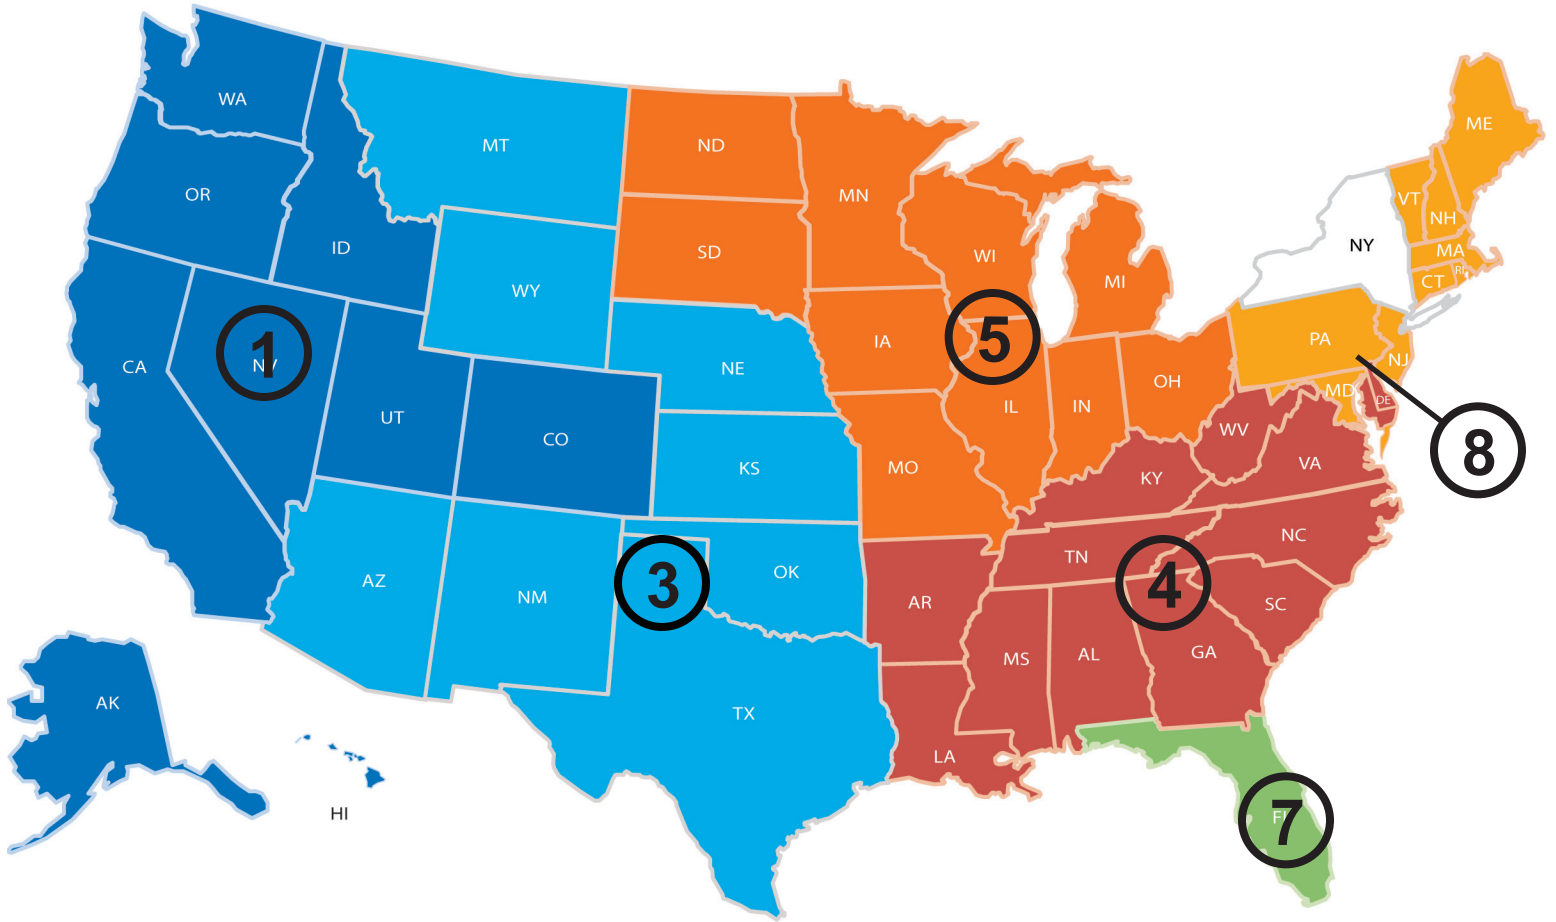 WA
MT
ND
MN
ME
OR
ID
SD
WI
MI
NY
VT
NH
MA
CT
RI
WY
CA
1
NV
UT
CO
NE
IA
5
IL
IN
OH
PA
NJ
MD
DE
8
KS
MO
KY
WV
VA
AZ
NM
3
OK
AR
TN
4
NC
SC
MS
AL
GA
TX
LA
AK
HI
7
FL